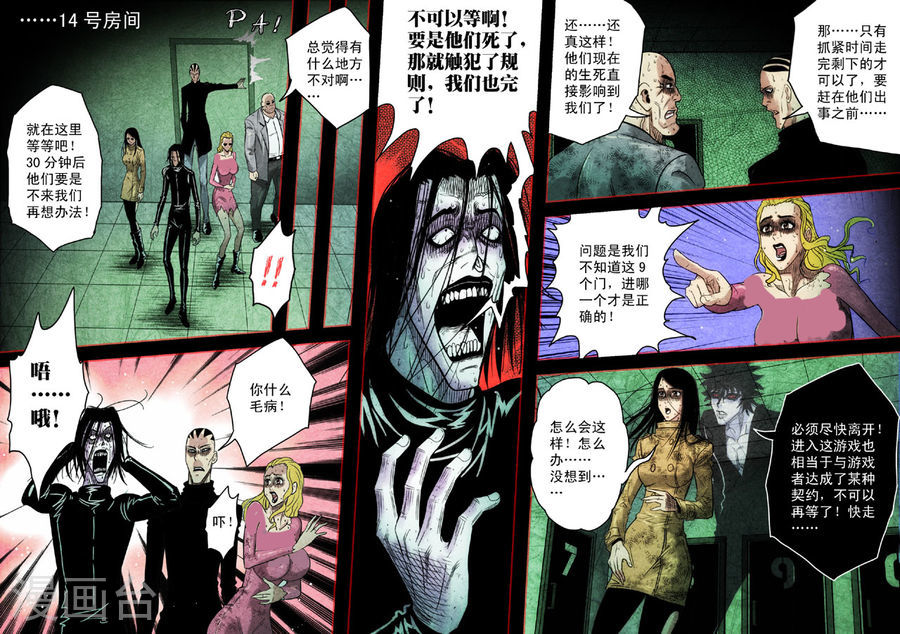 ……14 号房间
PA!
总觉得有
什么地方
不对啊……
……
就在这里
等等吧！
30 分钟后
他们要是
不来我们
再想办法！
!!
唔
……
哦！
你什么
毛病！
吓！
不可以等啊！
要是他们死了，
那就触犯了规
则，我们也完
了！
还……还
真这样！
他们现在
的生死直
接影响到
我们了！
那……只有
抓紧时间走
完剩下的才
可以了，要
赶在他们出
事之前……
问题是我们
不知道这 9
个门，进哪
一个才是正
确的！
怎么会这
样！怎么
办……
没想到…
…
必须尽快离开！
进入这游戏也
相当于与游戏
者达成了某种
契约，不可以
再等了！快走
……
7
9
漫画台